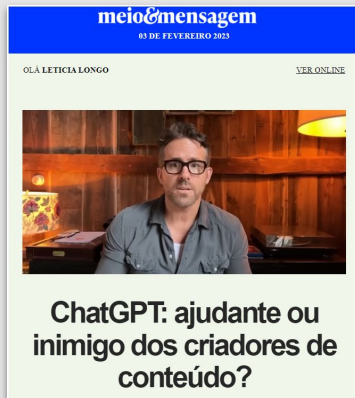 meio&mensagem
03 DE FEVEREIRO 2023
OLÁ LETICIA LONGO
VER ONLINE
ChatGPT: ajudante ou
inimigo dos criadores de
conteúdo?